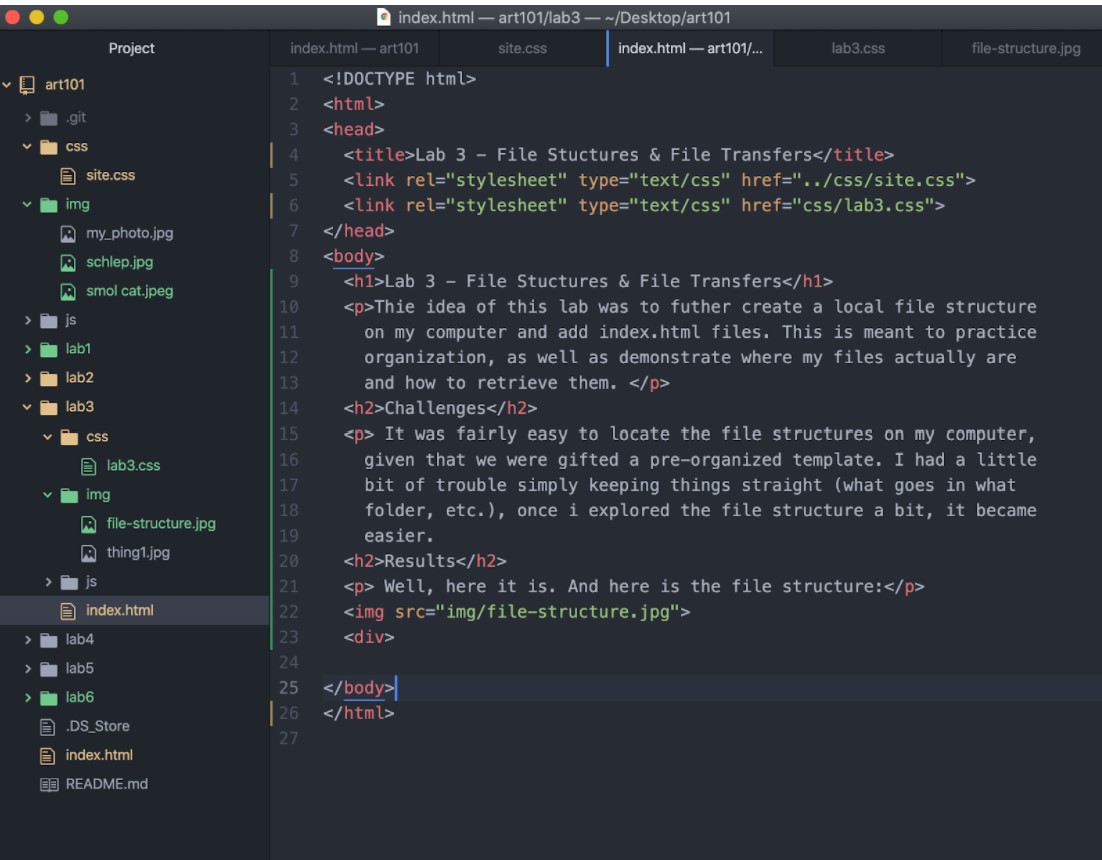 index.html — art101/lab3 — ~/Desktop/art101
Project
index.html — art101
site.css
index.html — art101/...
lab3.css
file-structure.jpg
art101
.git
css
site.css
img
my_photo.jpg
schlep.jpg
smol cat.jpeg
js
lab1
lab2
lab3
css
lab3.css
img
file-structure.jpg
thing1.jpg
js
index.html
lab4
lab5
lab6
.DS_Store
index.html
README.md
1 <!DOCTYPE html>
2 <html>
3 <head>
4 <title>Lab 3 - File Stuctures & File Transfers</title>
5 <link rel="stylesheet" type="text/css" href="../css/site.css">
6 <link rel="stylesheet" type="text/css" href="css/lab3.css">
7 </head>
8 <body>
9 <h1>Lab 3 - File Stuctures & File Transfers</h1>
10 <p>Thie idea of this lab was to futher create a local file structure
11 on my computer and add index.html files. This is meant to practice
12 organization, as well as demonstrate where my files actually are
13 and how to retrieve them. </p>
14 <h2>Challenges</h2>
15 <p> It was fairly easy to locate the file structures on my computer,
16 given that we were gifted a pre-organized template. I had a little
17 bit of trouble simply keeping things straight (what goes in what
18 folder, etc.), once i explored the file structure a bit, it became
19 easier.
20 <h2>Results</h2>
21 <p> Well, here it is. And here is the file structure:</p>
22 <img src="img/file-structure.jpg">
23 <div>
24
25 </body>
26 </html>
27